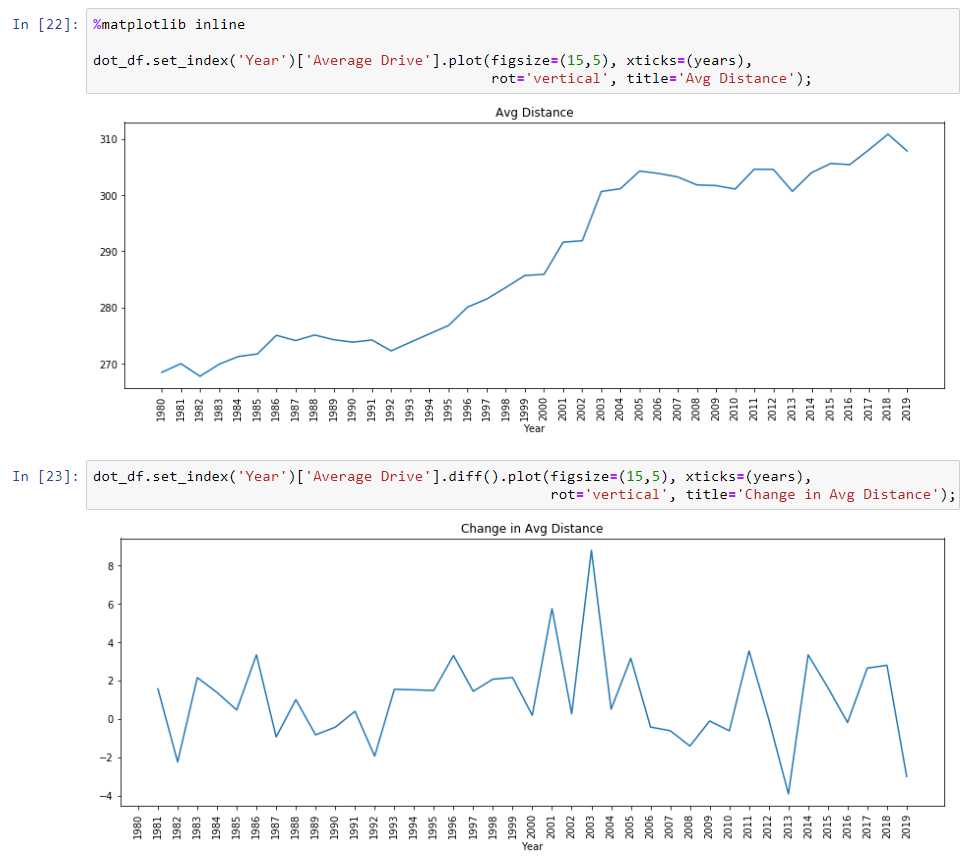 In [22]: %matplotlib inline
dot_df.set_index('Year')['Average Drive'].plot(figsize=(15,5), xticks=(years),
rot='vertical', title='Avg Distance');
Avg Distance
310
300
290
280
270
1980 1981 1982 1983 1984 1985 1986 1987 1988 1989 1990 1991 1992 1993 1994 1995 1996 1997 1998 1999 2000 2001 2002 2003 2004 2005 2006 2007 2008 2009 2010 2011 2012 2013 2014 2015 2016 2017 2018 2019
Year
In [23]: dot_df.set_index('Year')['Average Drive'].diff().plot(figsize=(15,5), xticks=(years),
rot='vertical', title='Change in Avg Distance');
Change in Avg Distance
8
6
4
2
0
−2
−4
1980 1981 1982 1983 1984 1985 1986 1987 1988 1989 1990 1991 1992 1993 1994 1995 1996 1997 1998 1999 2000 2001 2002 2003 2004 2005 2006 2007 2008 2009 2010 2011 2012 2013 2014 2015 2016 2017 2018 2019
Year